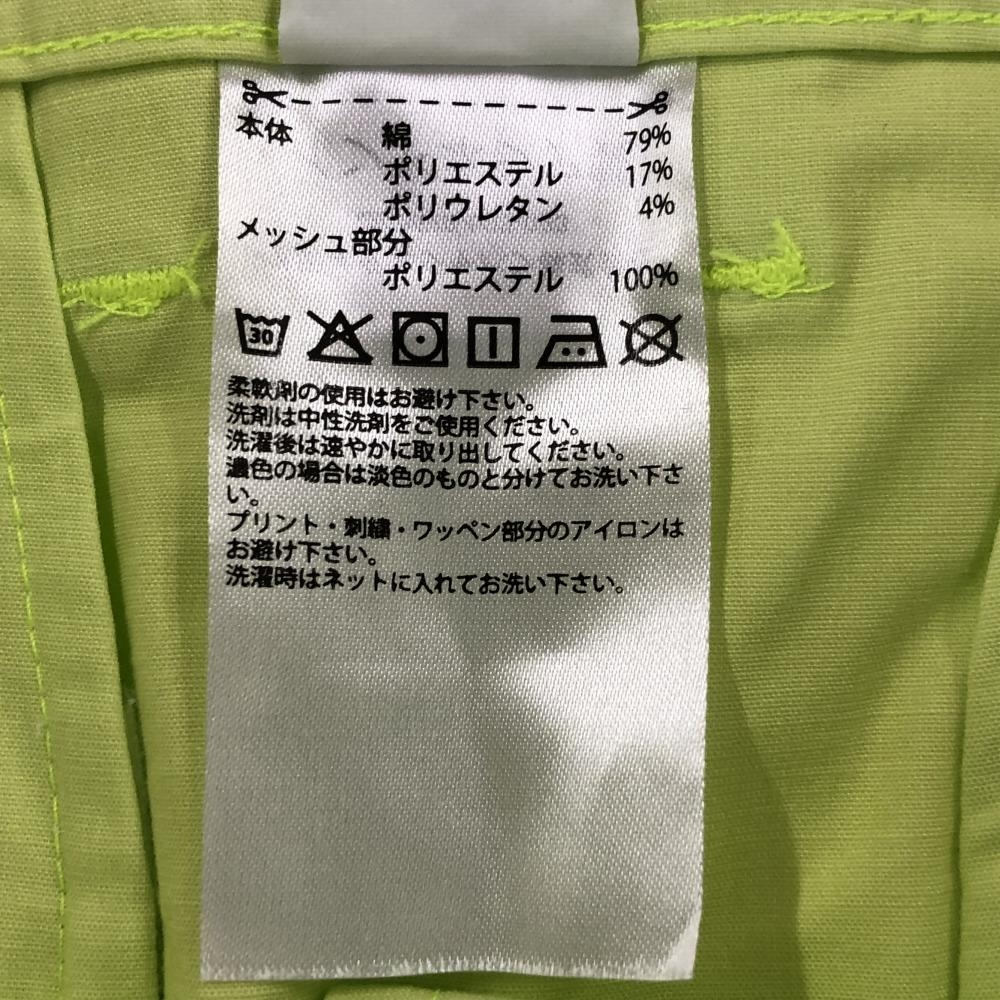 本体 綿 79%
ポリエステル 17%
ポリウレタン 4%
メッシュ部分
ポリエステル 100%
30
柔軟剤の使用はお避け下さい。
洗剤は中性洗剤をご使用ください。
洗濯後は速やかに取り出してください。
濃色の場合は淡色のものと分けてお洗い下さ
い。
プリント・刺繍・ワッペン部分のアイロンは
お避け下さい。
洗濯時はネットに入れてお洗い下さい。